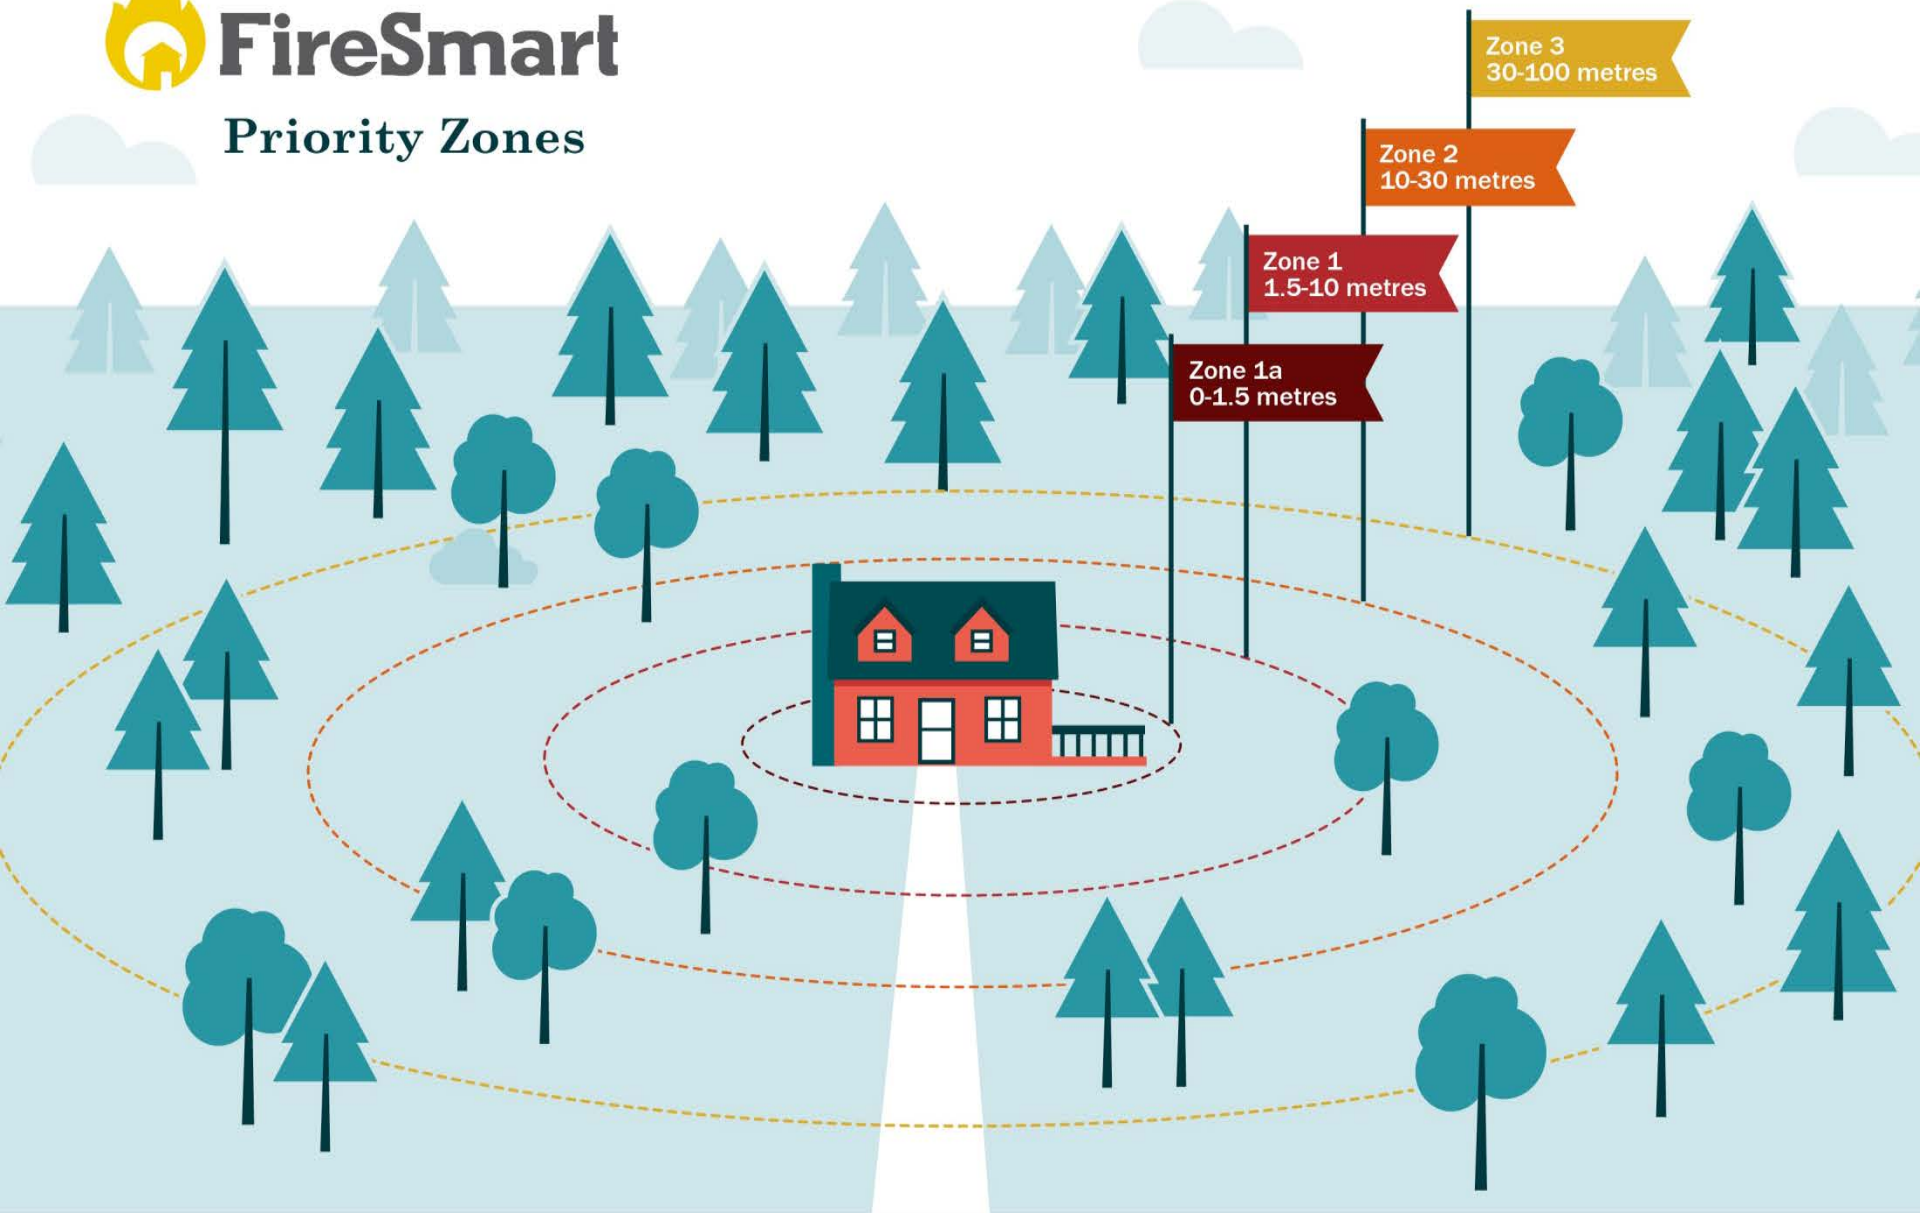 FireSmart
Priority Zones
Zone 3
30-100 metres
Zone 2
10-30 metres
Zone 1
1.5-10 metres
Zone 1a
0-1.5 metres